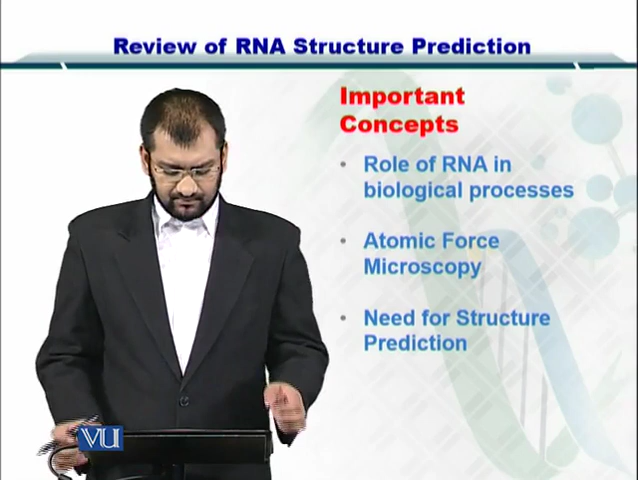 Review of RNA Structure Prediction
Important
Concepts
• Role of RNA in
biological processes
• Atomic Force
Microscopy
• Need for Structure
Prediction
VU